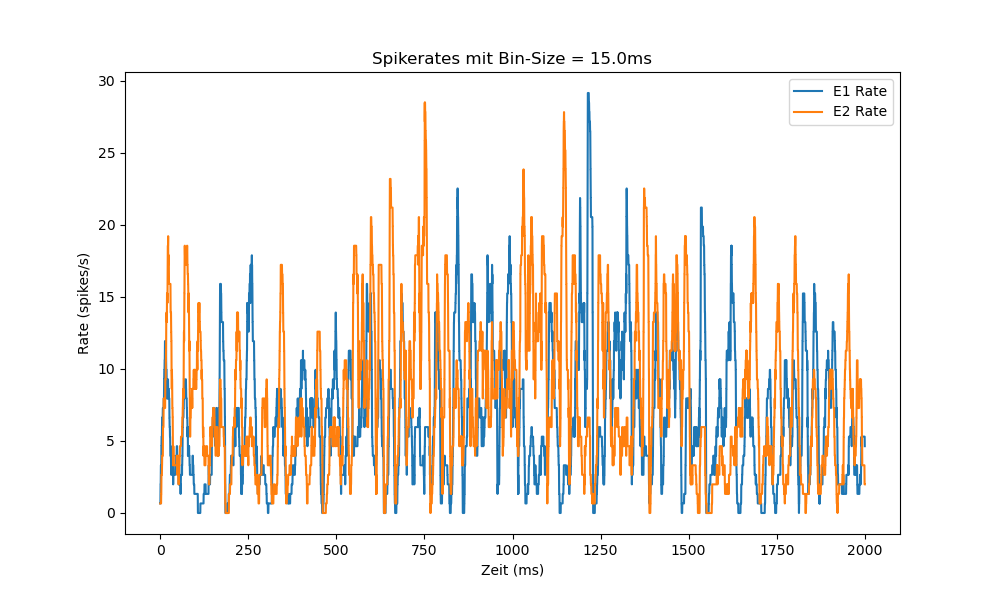 Spikerates mit Bin-Size = 15.0ms
E1 Rate
E2 Rate
30
25
20
15
10
5
0
Rate (spikes/s)
0 250 500 750 1000 1250 1500 1750 2000
Zeit (ms)